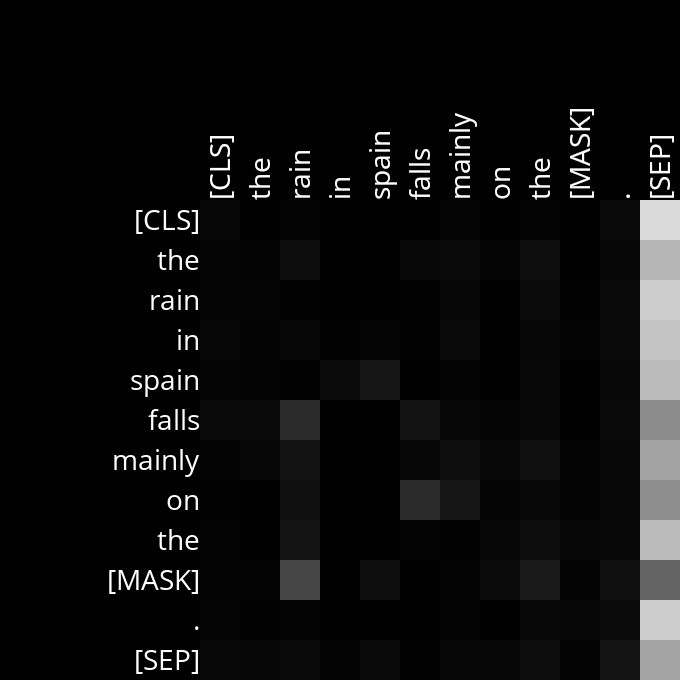 [CLS] the rain in spain falls mainly on the [MASK] . [SEP]
[CLS]
the
rain
in
spain
falls
mainly
on
the
[MASK]
.
[SEP]